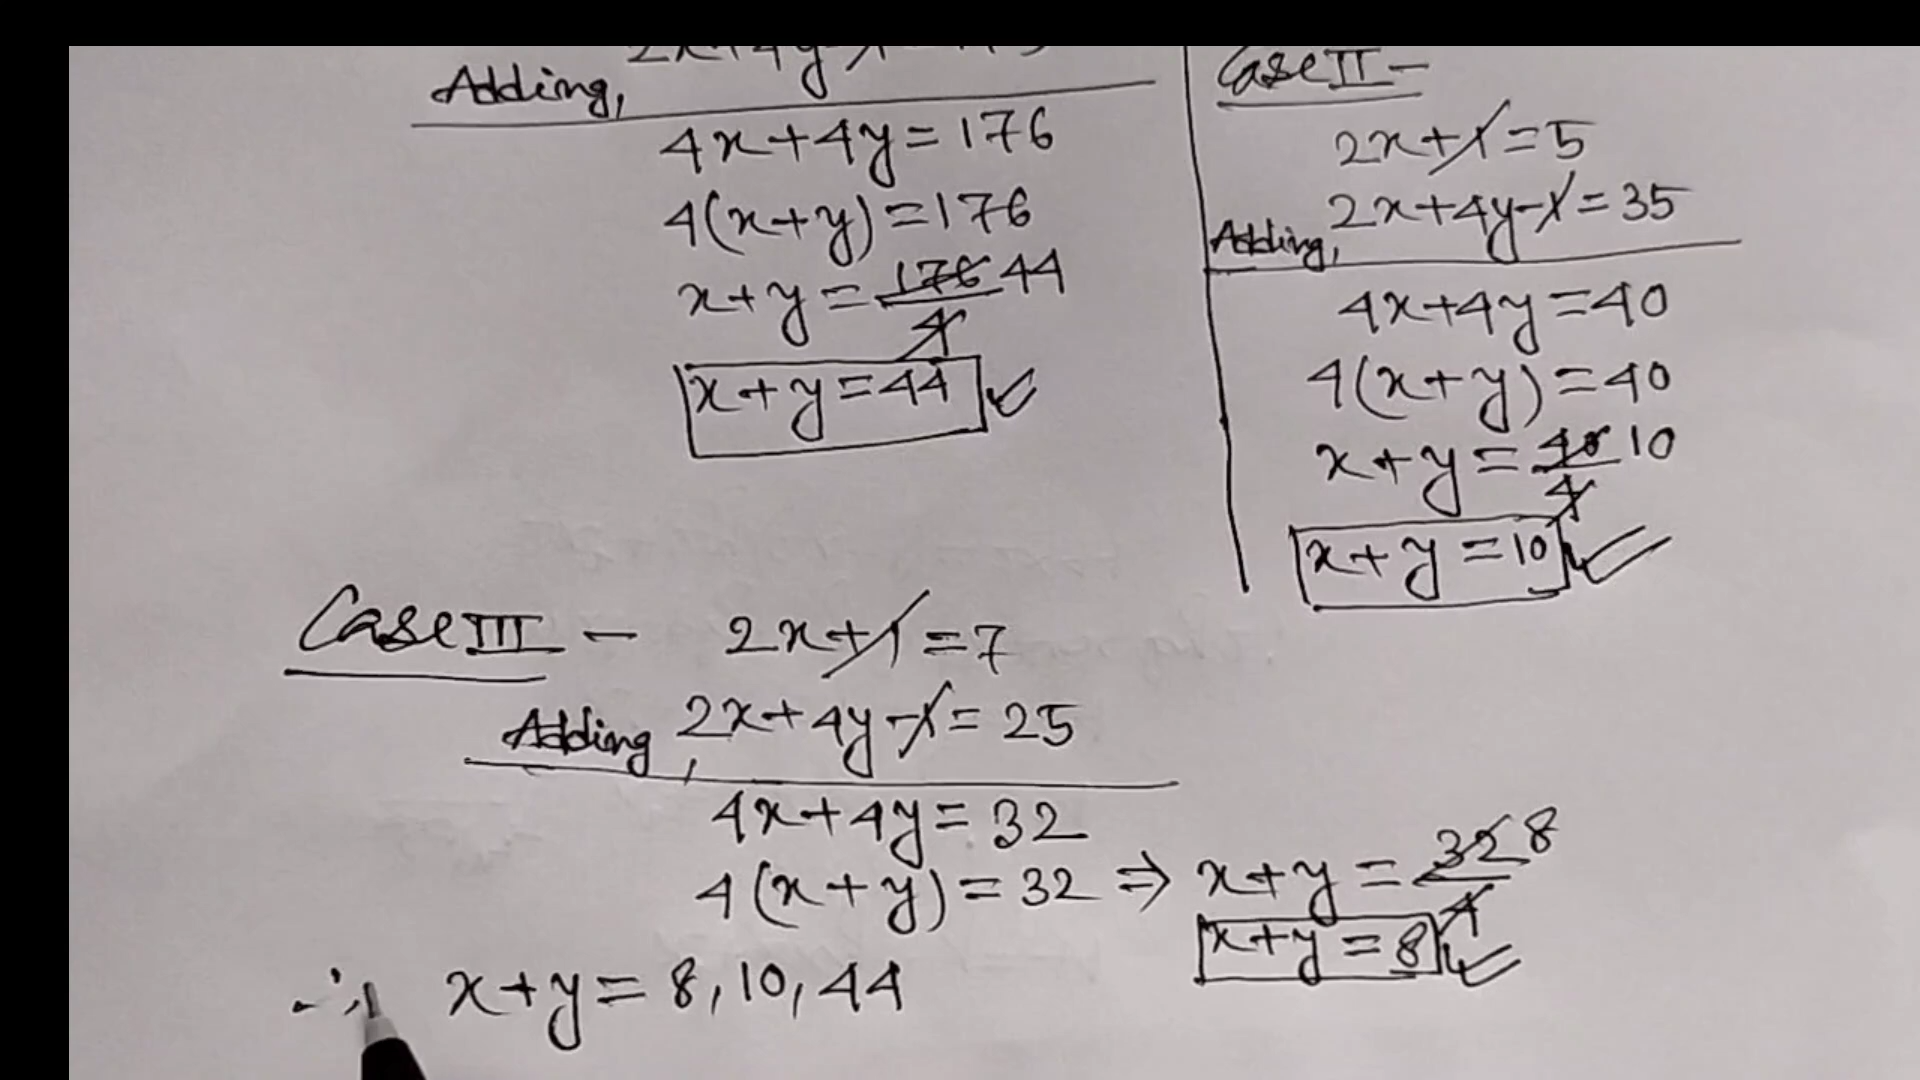 Adding,
4x+4y=176
4(x+y)=176
x+y=176/4 44
x+y=44
Case II -
2x+1=5
2x+4y-1=35
Adding,
4x+4y=40
4(x+y)=40
x+y=40/4 10
x+y=10
Case III - 2x+1=7
Adding, 2x+4y-1=25
4x+4y=32
4(x+y)=32 ⇒ x+y=32/4 8
x+y=8
∴ x+y=8,10,44